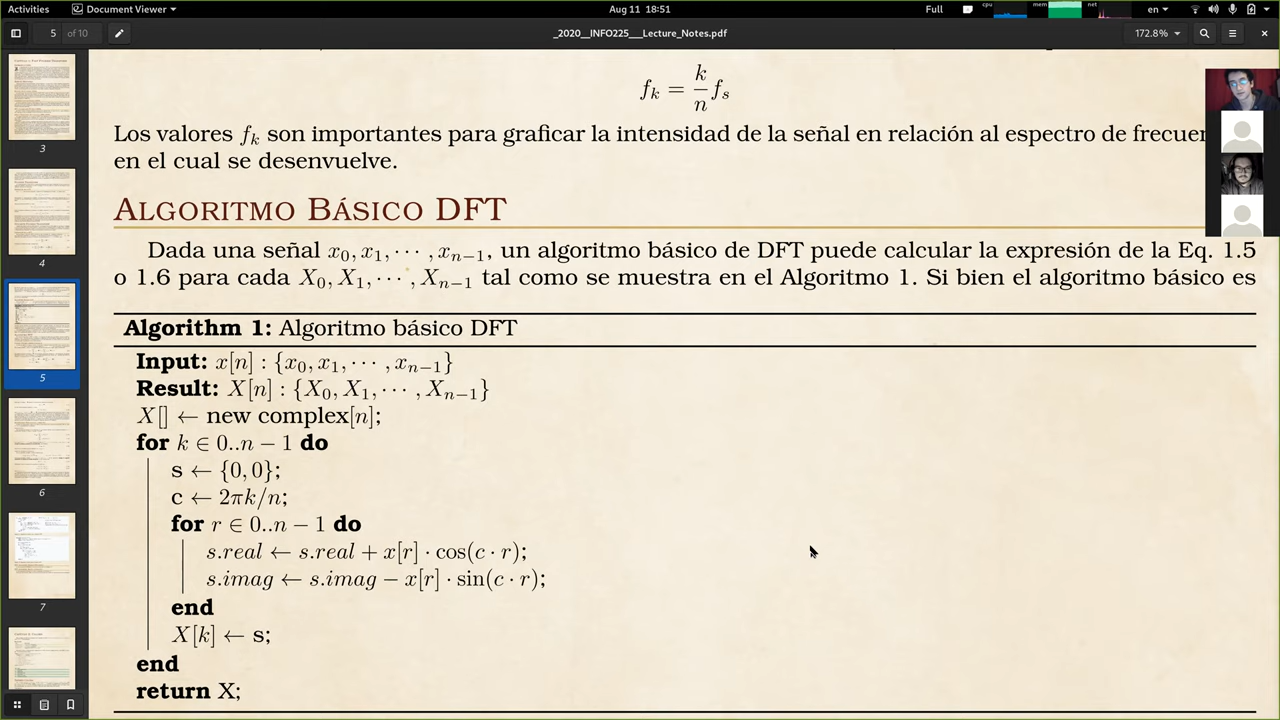 Activities Document Viewer Aug 11 18:51 Full cpu mem net en
5 of 10 _2020__INFO225___Lecture_Notes.pdf 172.8%
f_k = k/n f_s
Los valores f_k son importantes para graficar la intensidad de la señal en relación al espectro de frecuen
en el cual se desenvuelve.
ALGORITMO BÁSICO DFT
Dada una señal x_0, x_1, ⋯ , x_{n−1}, un algoritmo básico de DFT puede calcular la expresión de la Eq. 1.5
o 1.6 para cada X_0, X_1, ⋯ , X_{n−1} tal como se muestra en el Algoritmo 1. Si bien el algoritmo básico es
Algorithm 1: Algoritmo básico DFT
Input: x[n] : {x_0, x_1, ⋯ , x_{n−1}}
Result: X[n] : {X_0, X_1, ⋯ , X_{n−1}}
X[] ← new complex[n];
for k ∈ 0..n − 1 do
s ← {0, 0};
c ← 2πk/n;
for r ∈ 0..n − 1 do
s.real ← s.real + x[r] · cos(c · r);
s.imag ← s.imag − x[r] · sin(c · r);
end
X[k] ← s;
end
return X;
3
4
5
6
7